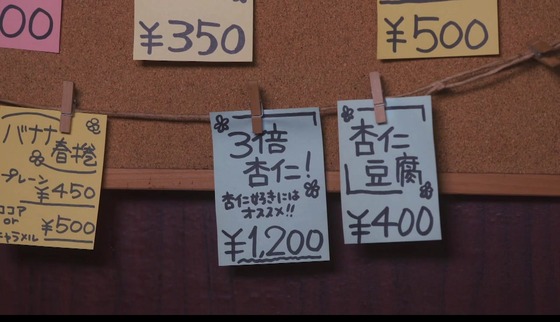 00
¥350
¥500
バナナ
春捲
プレーン
¥450
ココア
or
キャラメル
¥500
3倍
杏仁!
杏仁好きには
オススメ!!
¥1,200
杏仁
豆腐
¥400